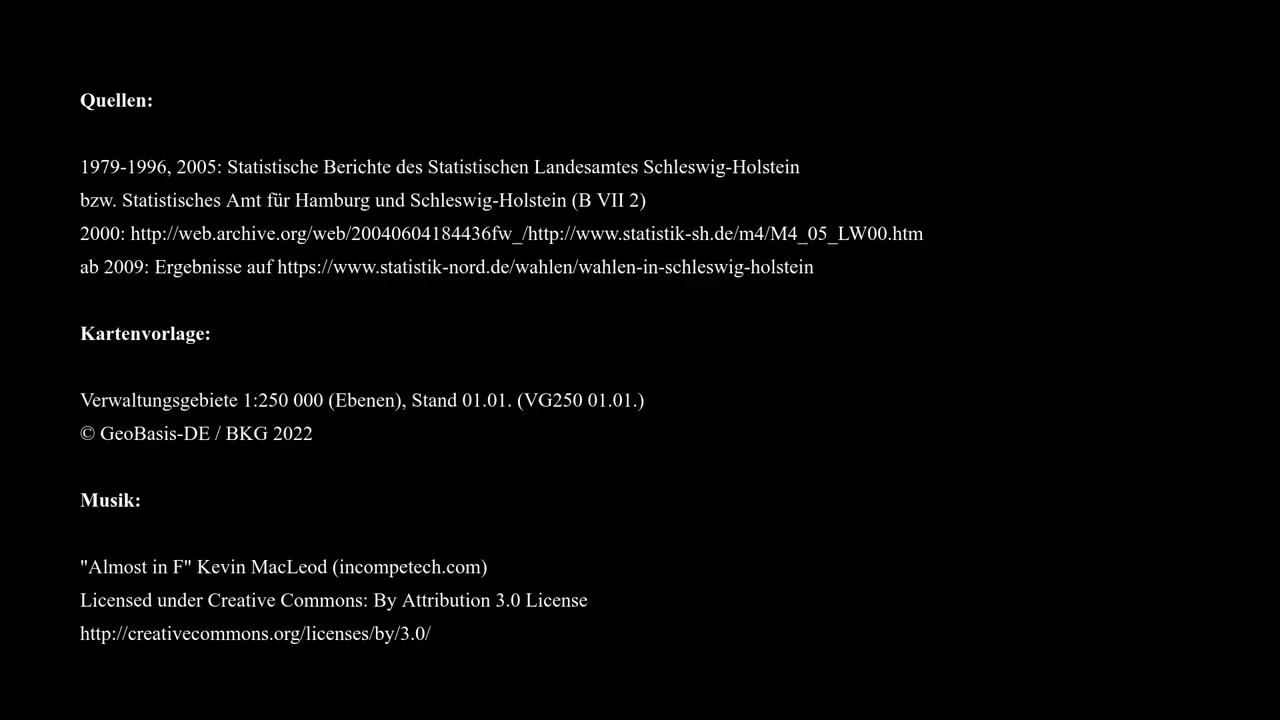 Quellen:
1979-1996, 2005: Statistische Berichte des Statistischen Landesamtes Schleswig-Holstein
bzw. Statistisches Amt für Hamburg und Schleswig-Holstein (B VII 2)
2000: http://web.archive.org/web/20040604184436fw_/http://www.statistik-sh.de/m4/M4_05_LW00.htm
ab 2009: Ergebnisse auf https://www.statistik-nord.de/wahlen/wahlen-in-schleswig-holstein
Kartenvorlage:
Verwaltungsgebiete 1:250 000 (Ebenen), Stand 01.01. (VG250 01.01.)
© GeoBasis-DE / BKG 2022
Musik:
"Almost in F" Kevin MacLeod (incompetech.com)
Licensed under Creative Commons: By Attribution 3.0 License
http://creativecommons.org/licenses/by/3.0/